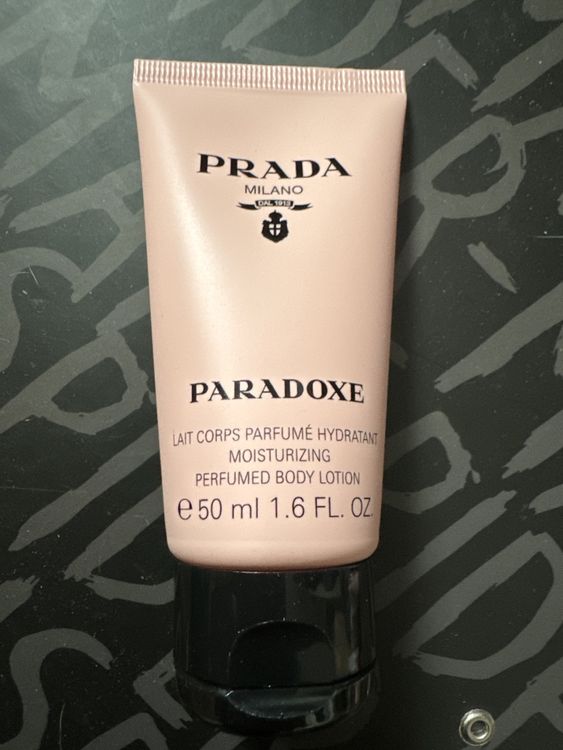 PRADA
MILANO
DAL 1913
PARADOXE
LAIT CORPS PARFUMÉ HYDRATANT
MOISTURIZING
PERFUMED BODY LOTION
℮ 50 ml 1.6 FL. OZ.